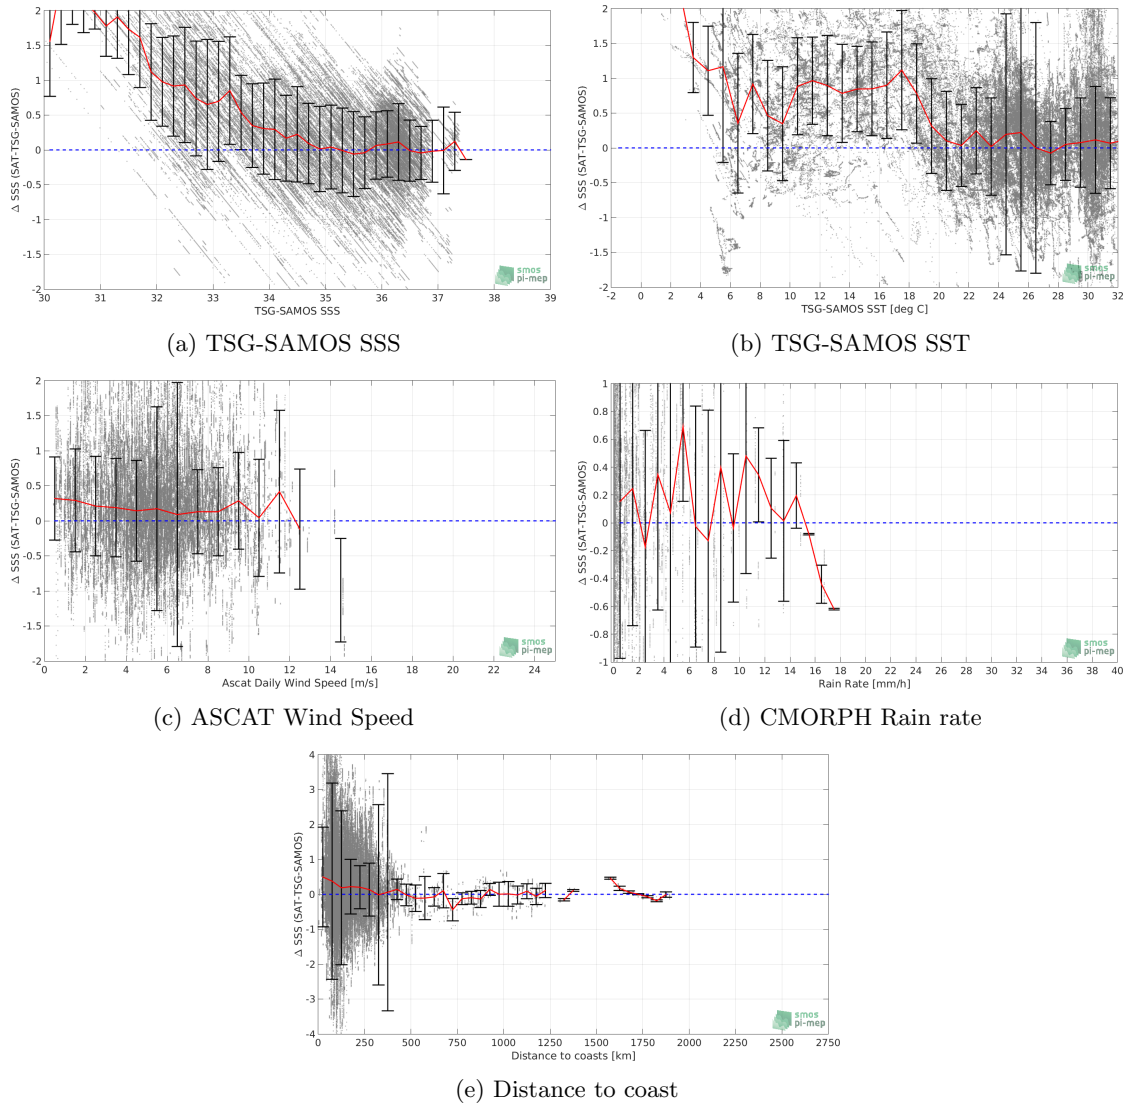 2
1.5
1
0.5
0
-0.5
-1
-1.5
-2
Δ SSS (SAT-TSG-SAMOS)
30 31 32 33 34 35 36 37 38 39
TSG-SAMOS SSS
smos
pi-mep
(a) TSG-SAMOS SSS
2
1.5
1
0.5
0
0.5
-1
-1.5
-2
Δ SSS (SAT-TSG-SAMOS)
-2 0 2 4 6 8 10 12 14 16 18 20 22 24 26 28 30 32
TSG-SAMOS SST [deg C]
smos
pi-mep
(b) TSG-SAMOS SST
2
1.5
1
0.5
0
-0.5
-1
-1.5
-2
Δ SSS (SAT-TSG-SAMOS)
0 2 4 6 8 10 12 14 16 18 20 22 24
Ascat Daily Wind Speed [m/s]
smos
pi-mep
(c) ASCAT Wind Speed
1
0.8
0.6
0.4
0.2
0
-0.2
-0.4
-0.6
-0.8
-1
Δ SSS (SAT-TSG-SAMOS)
0 2 4 6 8 10 12 14 16 18 20 22 24 26 28 30 32 34 36 38 40
Rain Rate [mm/h]
smos
pi-mep
(d) CMORPH Rain rate
4
3
2
1
0
-1
-2
-3
-4
Δ SSS (SAT-TSG-SAMOS)
0 250 500 750 1000 1250 1500 1750 2000 2250 2500 2750
Distance to coasts [km]
smos
pi-mep
(e) Distance to coast